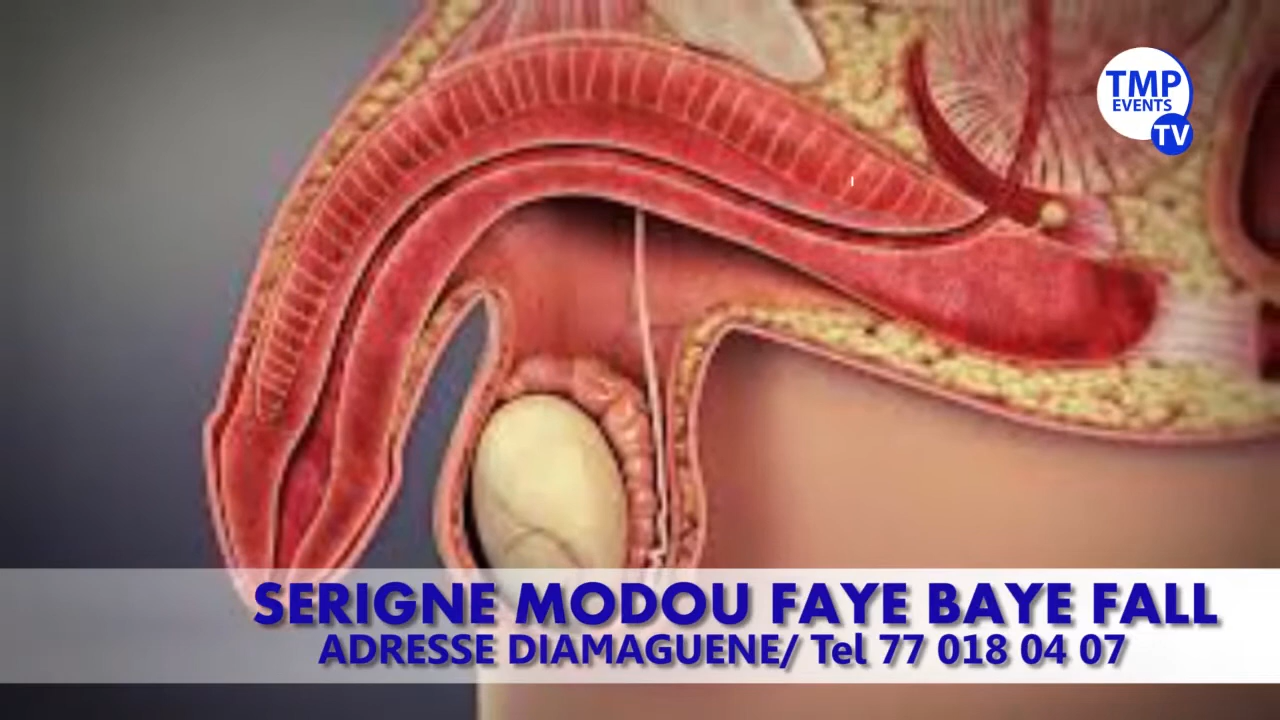 TMP
EVENTS
TV
SERIGNE MODOU FAYE BAYE FALL
ADRESSE DIAMAGUENE/ Tel 77 018 04 07